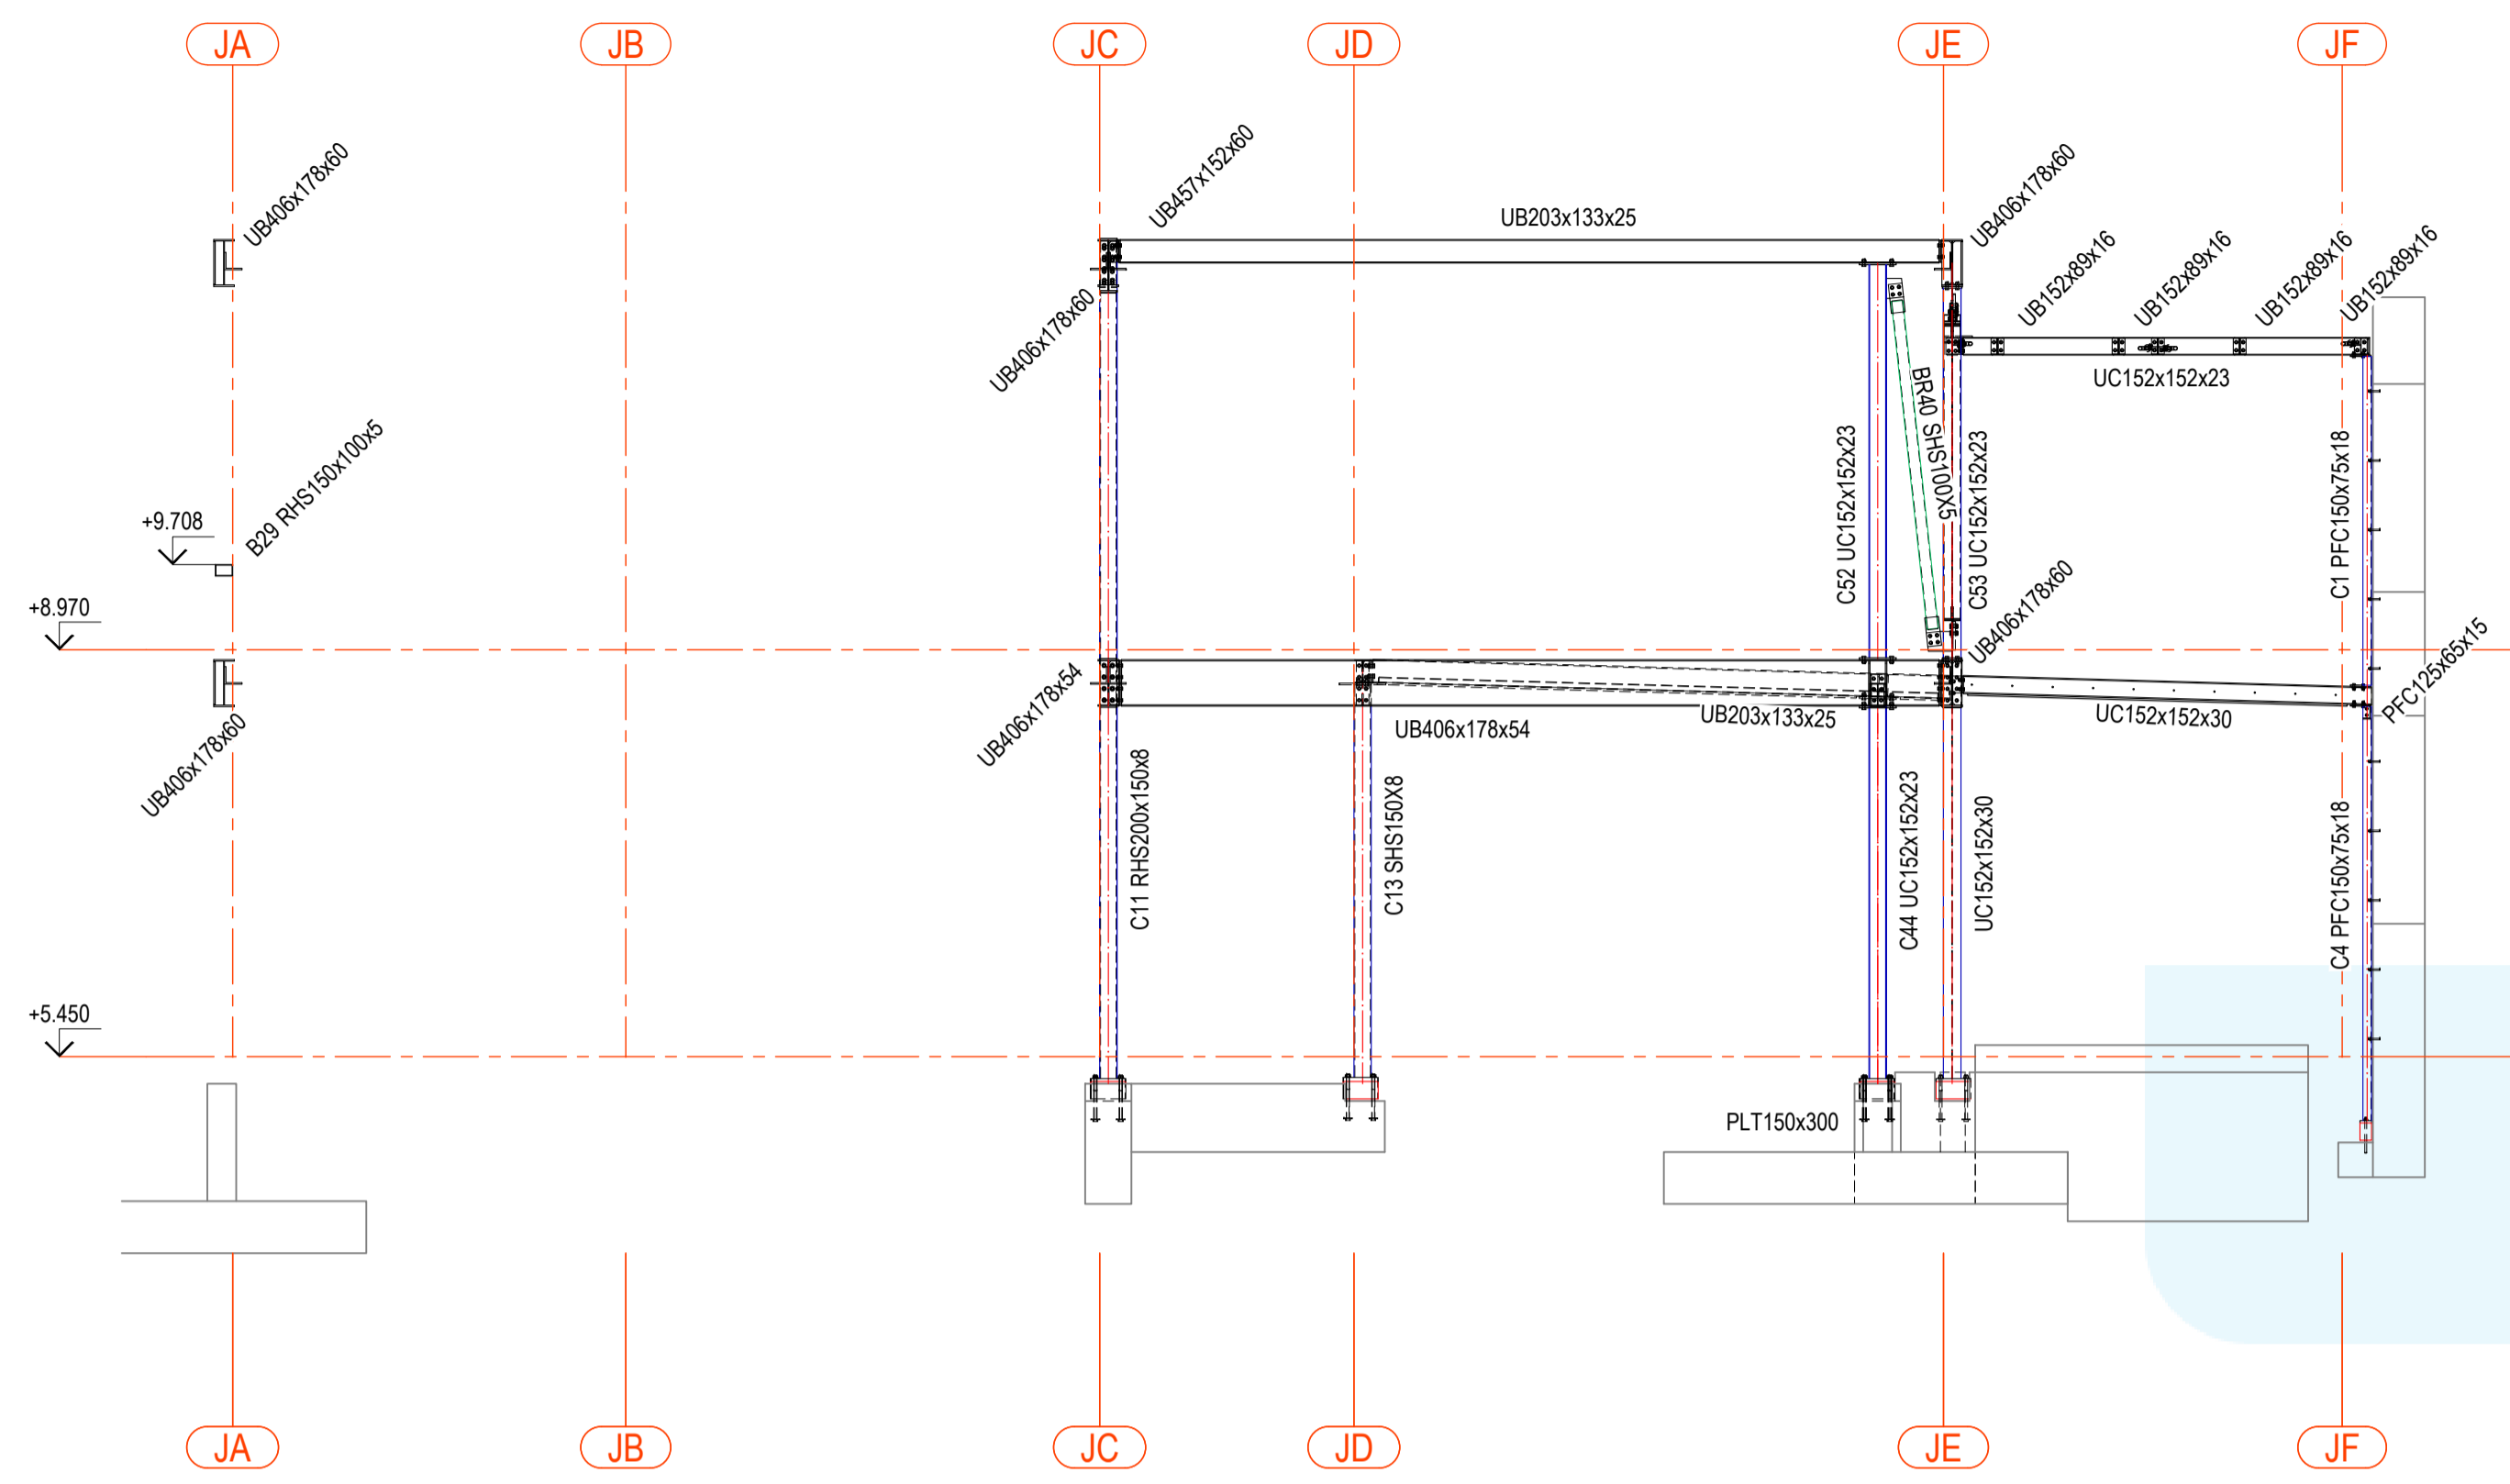 JA
JB
JC
JD
JE
JF
UB406x178x60
UB457x152x60
UB203x133x25
UB406x178x60
UB152x89x16
UB152x89x16
UB152x89x16
UB152x89x16
UB406x178x60
UC152x152x23
B29 RHS150x100x5
BR40 SHS100X5
C52 UC152x152x23
C53 UC152x152x23
C1 PFC150x75x18
+9.708
+8.970
UB406x178x60
UB406x178x54
UB406x178x60
PFC125x65x15
UB406x178x54
UB203x133x25
UC152x152x30
C11 RHS200x150x8
C13 SHS150X8
C44 UC152x152x23
UC152x152x30
C4 PFC150x75x18
+5.450
PLT150x300
JA
JB
JC
JD
JE
JF